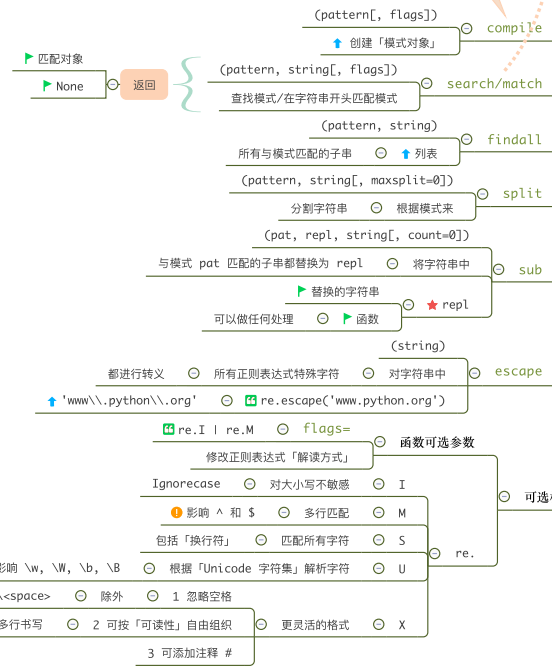 (pattern[, flags])
compile
创建「模式对象」
匹配对象
None
返回
(pattern, string[, flags])
search/match
查找模式/在字符串开头匹配模式
(pattern, string)
findall
所有与模式匹配的子串 列表
(pattern, string[, maxsplit=0])
split
分割字符串 根据模式来
(pat, repl, string[, count=0])
sub
与模式 pat 匹配的子串都替换为 repl 将字符串中
替换的字符串
repl
可以做任何处理 函数
(string)
escape
都进行转义 所有正则表达式特殊字符 对字符串中
'www\\.python\\.org' re.escape('www.python.org')
re.I | re.M flags=
函数可选参数
修改正则表达式「解读方式」
Ignorecase 对大小写不敏感 I
可选
影响 ^ 和 $ 多行匹配 M
包括「换行符」 匹配所有字符 S
re.
影响 \w, \W, \b, \B 根据「Unicode 字符集」解析字符 U
\<space> 除外 1 忽略空格
多行书写 2 可按「可读性」自由组织 更灵活的格式 X
3 可添加注释 #